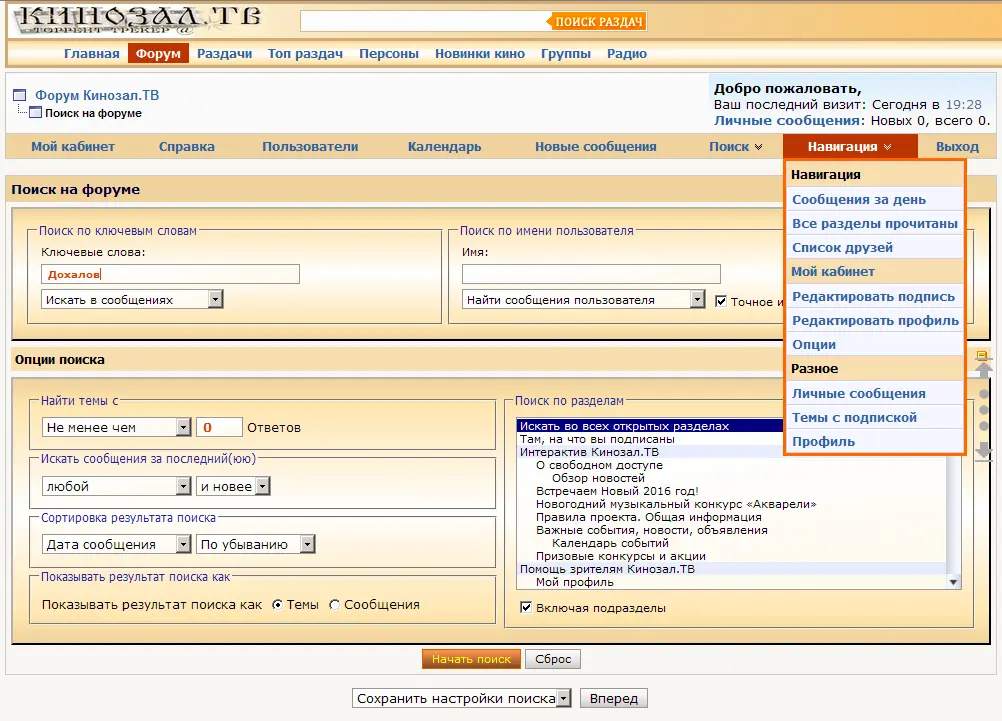 КИНОЗАЛ.ТВ
ТОРРЕНТ-ТРЕКЕР @
ПОИСК РАЗДАЧ
Главная Форум Раздачи Топ раздач Персоны Новинки кино Группы Радио
Форум Кинозал.ТВ
Поиск на форуме
Добро пожаловать,
Ваш последний визит: Сегодня в 19:28
Личные сообщения: Новых 0, всего 0.
Мой кабинет Справка Пользователи Календарь Новые сообщения Поиск Навигация Выход
Навигация
Сообщения за день
Все разделы прочитаны
Список друзей
Мой кабинет
Редактировать подпись
Редактировать профиль
Опции
Разное
Личные сообщения
Темы с подпиской
Профиль
Поиск на форуме
Поиск по ключевым словам
Ключевые слова:
Дохалов
Искать в сообщениях
Поиск по имени пользователя
Имя:
Найти сообщения пользователя Точное и
Опции поиска
Найти темы с
Не менее чем 0 Ответов
Искать сообщения за последний(юю)
любой и новее
Сортировка результата поиска
Дата сообщения По убыванию
Показывать результат поиска как
Показывать результат поиска как Темы Сообщения
Поиск по разделам
Искать во всех открытых разделах
Там, на что вы подписаны
Интерактив Кинозал.ТВ
О свободном доступе
Обзор новостей
Встречаем Новый 2016 год!
Новогодний музыкальный конкурс «Акварели»
Правила проекта. Общая информация
Важные события, новости, объявления
Календарь событий
Призовые конкурсы и акции
Помощь зрителям Кинозал.ТВ
Мой профиль
Включая подразделы
Начать поиск Сброс
Сохранить настройки поиска Вперед